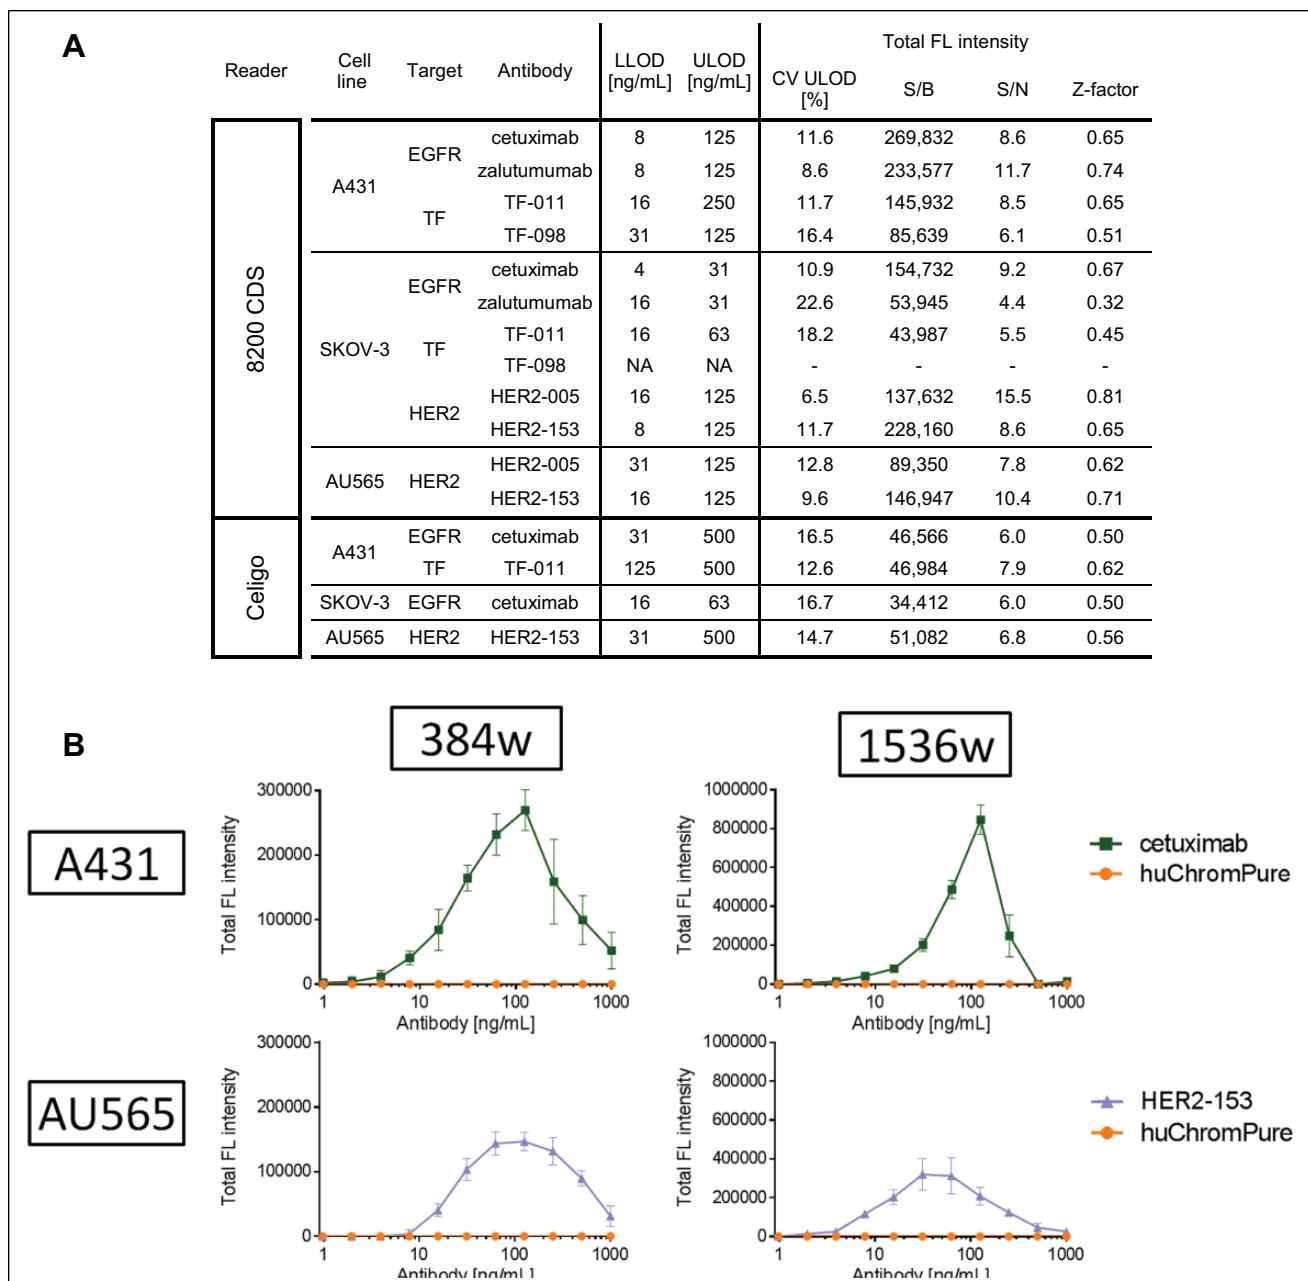 A
Total FL intensity
Reader Cell line Target Antibody LLOD [ng/mL] ULOD [ng/mL] CV ULOD [%] S/B S/N Z-factor
8200 CDS
A431 EGFR cetuximab 8 125 11.6 269,832 8.6 0.65
zalutumumab 8 125 8.6 233,577 11.7 0.74
TF TF-011 16 250 11.7 145,932 8.5 0.65
TF-098 31 125 16.4 85,639 6.1 0.51
SKOV-3 EGFR cetuximab 4 31 10.9 154,732 9.2 0.67
zalutumumab 16 31 22.6 53,945 4.4 0.32
TF TF-011 16 63 18.2 43,987 5.5 0.45
TF-098 NA NA - - - -
HER2 HER2-005 16 125 6.5 137,632 15.5 0.81
HER2-153 8 125 11.7 228,160 8.6 0.65
AU565 HER2 HER2-005 31 125 12.8 89,350 7.8 0.62
HER2-153 16 125 9.6 146,947 10.4 0.71
Celigo
A431 EGFR cetuximab 31 500 16.5 46,566 6.0 0.50
TF TF-011 125 500 12.6 46,984 7.9 0.62
SKOV-3 EGFR cetuximab 16 63 16.7 34,412 6.0 0.50
AU565 HER2 HER2-153 31 500 14.7 51,082 6.8 0.56
B
384w
1536w
A431
Total FL intensity
300000
200000
100000
0
1 10 100 1000
Antibody [ng/mL]
Total FL intensity
1000000
800000
600000
400000
200000
0
1 10 100 1000
Antibody [ng/mL]
cetuximab
huChromPure
AU565
Total FL intensity
300000
200000
100000
0
1 10 100 1000
Antibody [ng/mL]
Total FL intensity
1000000
800000
600000
400000
200000
0
1 10 100 1000
Antibody [ng/mL]
HER2-153
huChromPure